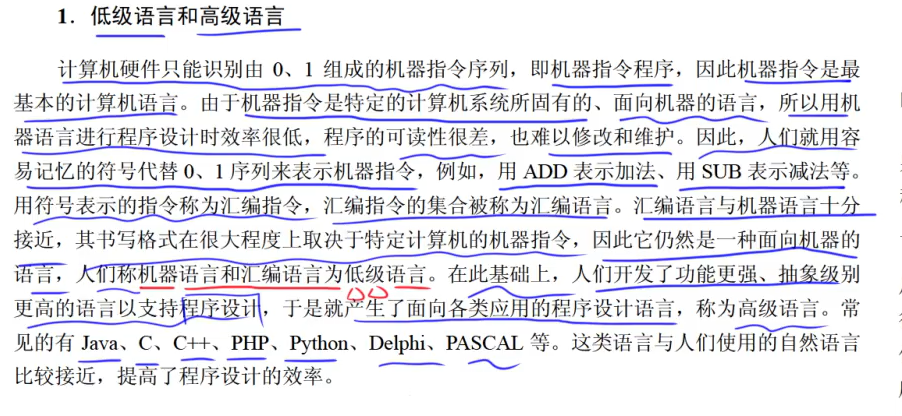 1．低级语言和高级语言
计算机硬件只能识别由 0、1 组成的机器指令序列，即机器指令程序，因此机器指令是最
基本的计算机语言。由于机器指令是特定的计算机系统所固有的、面向机器的语言，所以用机
器语言进行程序设计时效率很低，程序的可读性很差，也难以修改和维护。因此，人们就用容
易记忆的符号代替 0、1 序列来表示机器指令，例如，用 ADD 表示加法、用 SUB 表示减法等。
用符号表示的指令称为汇编指令，汇编指令的集合被称为汇编语言。汇编语言与机器语言十分
接近，其书写格式在很大程度上取决于特定计算机的机器指令，因此它仍然是一种面向机器的
语言，人们称机器语言和汇编语言为低级语言。在此基础上，人们开发了功能更强、抽象级别
更高的语言以支持程序设计，于是就产生了面向各类应用的程序设计语言，称为高级语言。常
见的有 Java、C、C++、PHP、Python、Delphi、PASCAL 等。这类语言与人们使用的自然语言
比较接近，提高了程序设计的效率。